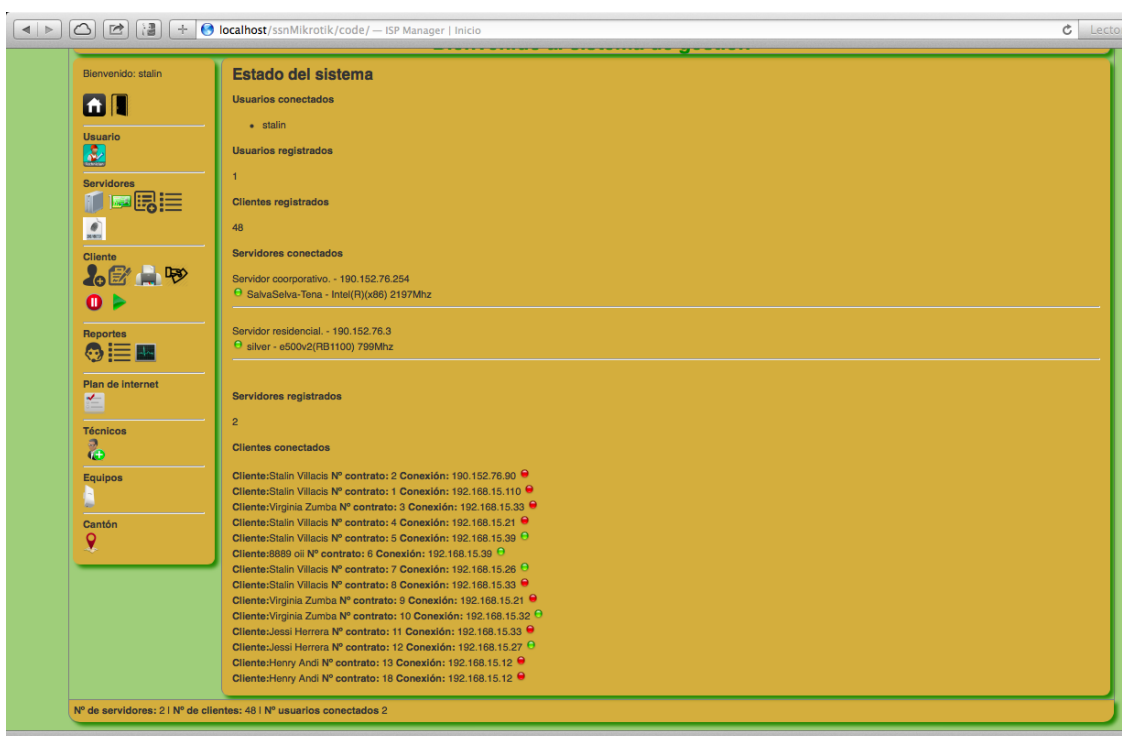 localhost/ssnMikrotik/code/ — ISP Manager | Inicio
Lecto
Bienvenido al sistema de gestión
Bienvenido: stalin
Usuario
Servidores
Cliente
Reportes
Plan de internet
Técnicos
Equipos
Cantón
Estado del sistema
Usuarios conectados
• stalin
Usuarios registrados
1
Clientes registrados
48
Servidores conectados
Servidor coorporativo. - 190.152.76.254
SalvaSelva-Tena - Intel(R)(x86) 2197Mhz
Servidor residencial. - 190.152.76.3
silver - e500v2(RB1100) 799Mhz
Servidores registrados
2
Clientes conectados
Cliente:Stalin Villacis Nº contrato: 2 Conexión: 190.152.76.90
Cliente:Stalin Villacis Nº contrato: 1 Conexión: 192.168.15.110
Cliente:Virginia Zumba Nº contrato: 3 Conexión: 192.168.15.33
Cliente:Stalin Villacis Nº contrato: 4 Conexión: 192.168.15.21
Cliente:Stalin Villacis Nº contrato: 5 Conexión: 192.168.15.39
Cliente:8889 oii Nº contrato: 6 Conexión: 192.168.15.39
Cliente:Stalin Villacis Nº contrato: 7 Conexión: 192.168.15.26
Cliente:Stalin Villacis Nº contrato: 8 Conexión: 192.168.15.33
Cliente:Virginia Zumba Nº contrato: 9 Conexión: 192.168.15.21
Cliente:Virginia Zumba Nº contrato: 10 Conexión: 192.168.15.32
Cliente:Jessi Herrera Nº contrato: 11 Conexión: 192.168.15.33
Cliente:Jessi Herrera Nº contrato: 12 Conexión: 192.168.15.27
Cliente:Henry Andi Nº contrato: 13 Conexión: 192.168.15.12
Cliente:Henry Andi Nº contrato: 18 Conexión: 192.168.15.12
Nº de servidores: 2 | Nº de clientes: 48 | Nº usuarios conectados 2